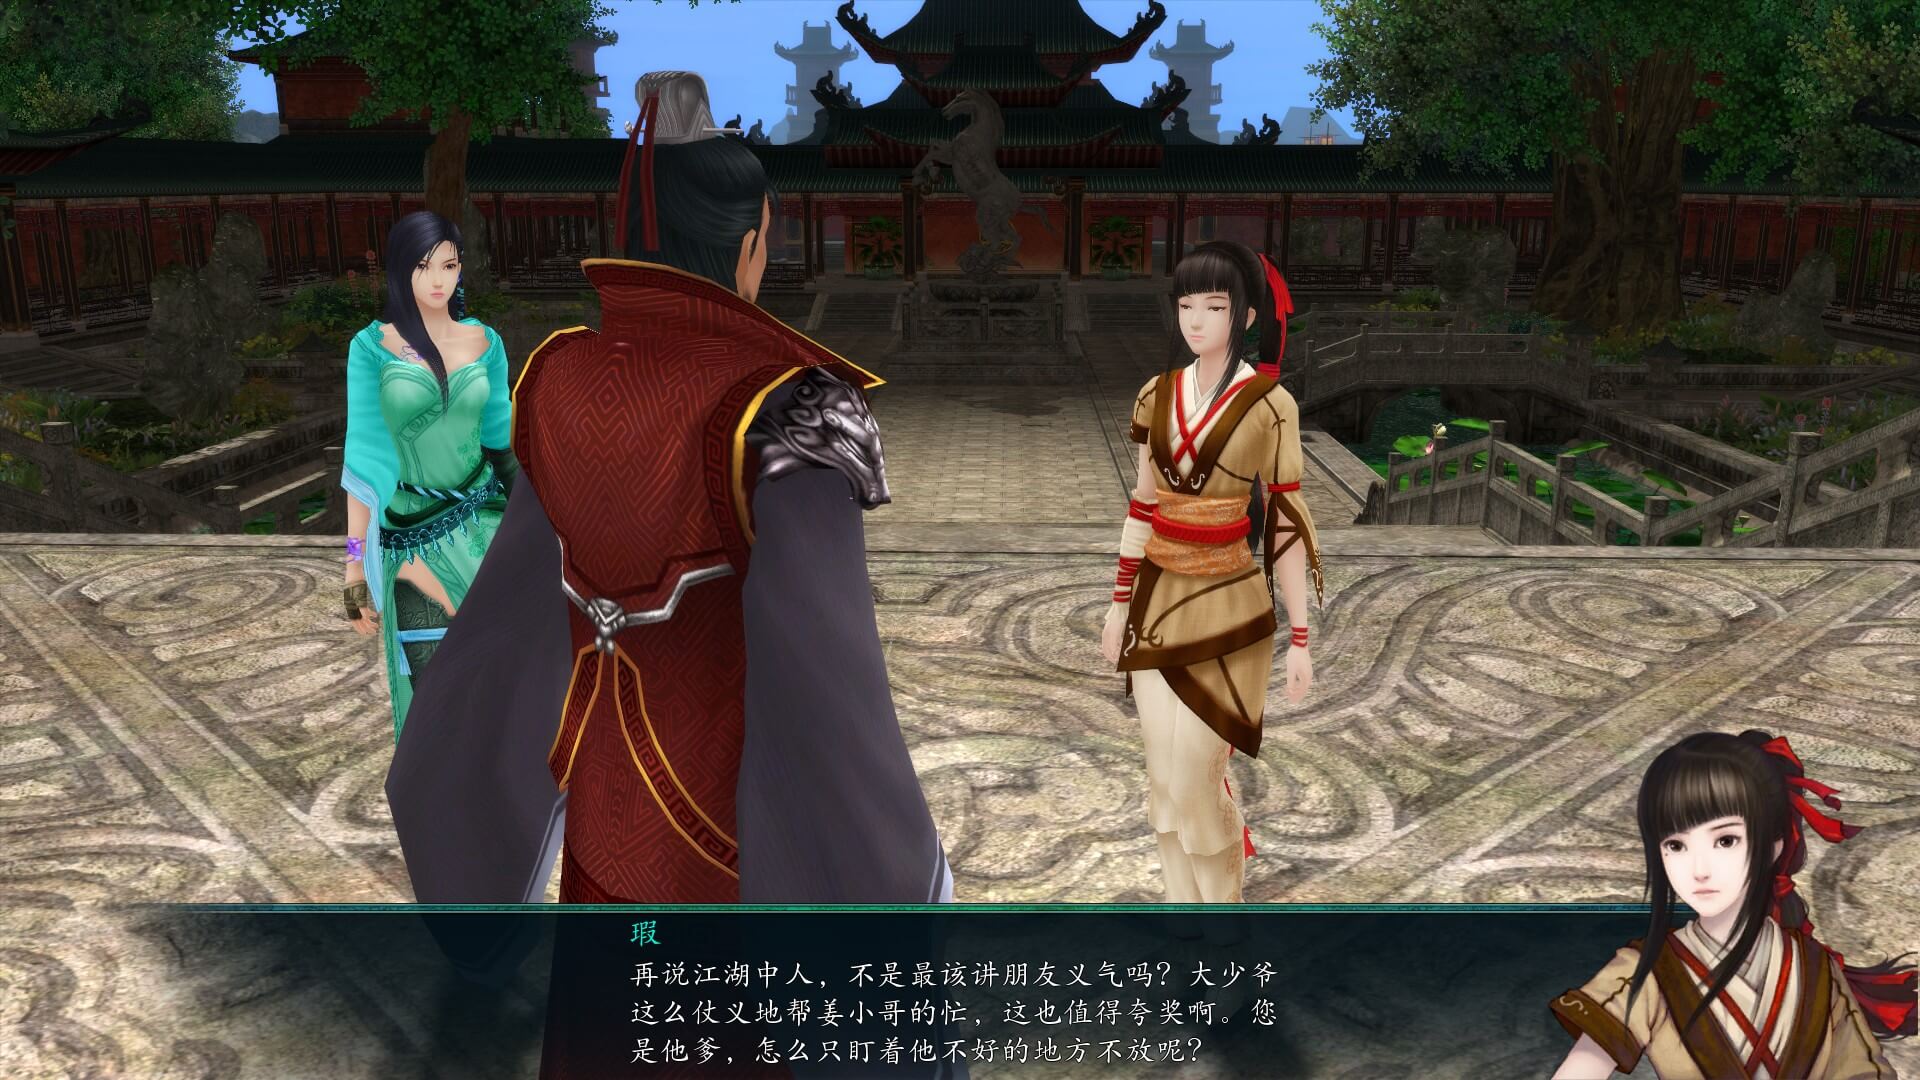 瑕
再说江湖中人，不是最该讲朋友义气吗？大少爷
这么仗义地帮姜小哥的忙，这也值得夸奖啊。您
是他爹，怎么只盯着他不好的地方不放呢？